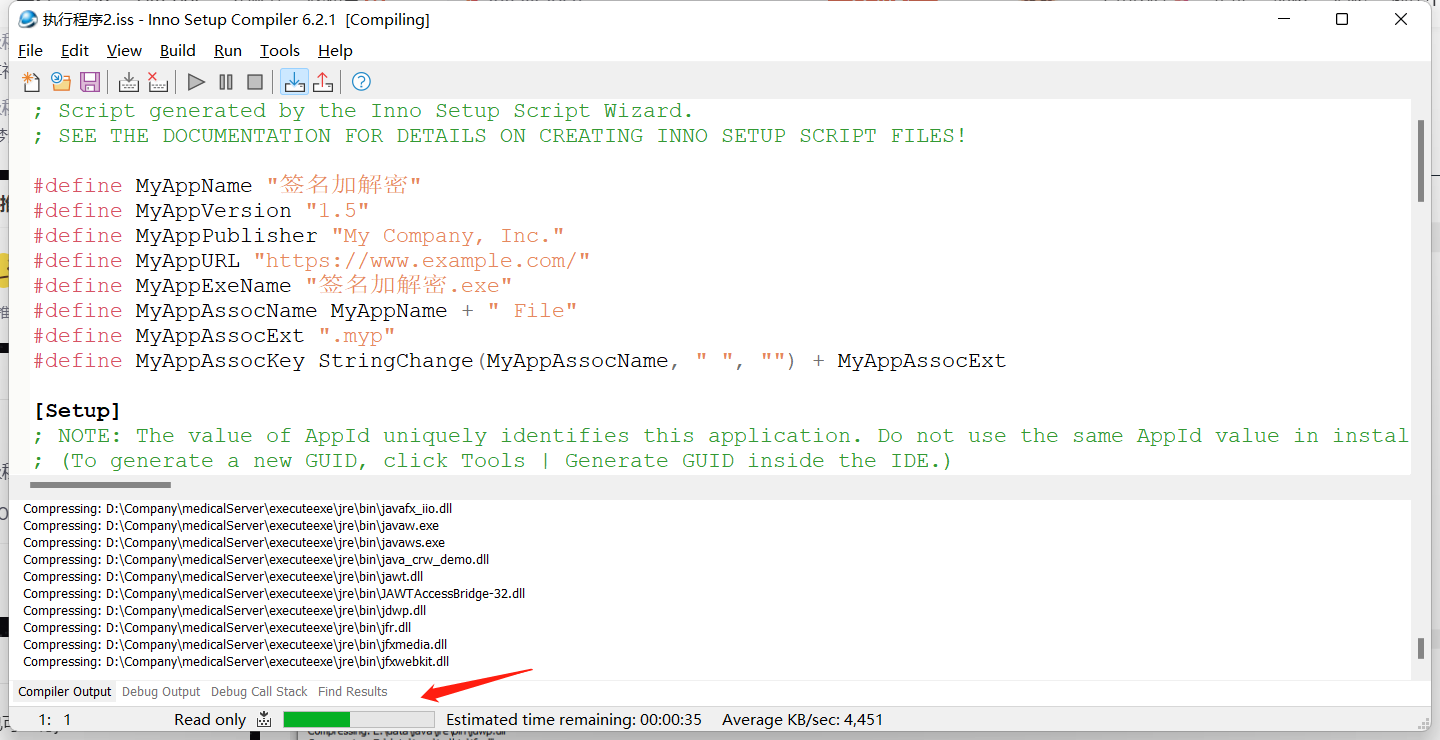 执行程序2.iss - Inno Setup Compiler 6.2.1  [Compiling]
File Edit View Build Run Tools Help
; Script generated by the Inno Setup Script Wizard.
; SEE THE DOCUMENTATION FOR DETAILS ON CREATING INNO SETUP SCRIPT FILES!
#define MyAppName "签名加解密"
#define MyAppVersion "1.5"
#define MyAppPublisher "My Company, Inc."
#define MyAppURL "https://www.example.com/"
#define MyAppExeName "签名加解密.exe"
#define MyAppAssocName MyAppName + " File"
#define MyAppAssocExt ".myp"
#define MyAppAssocKey StringChange(MyAppAssocName, " ", "") + MyAppAssocExt
[Setup]
; NOTE: The value of AppId uniquely identifies this application. Do not use the same AppId value in instal
; (To generate a new GUID, click Tools | Generate GUID inside the IDE.)
Compressing: D:\Company\medicalServer\executeexe\jre\bin\javafx_iio.dll
Compressing: D:\Company\medicalServer\executeexe\jre\bin\javaw.exe
Compressing: D:\Company\medicalServer\executeexe\jre\bin\javaws.exe
Compressing: D:\Company\medicalServer\executeexe\jre\bin\java_crw_demo.dll
Compressing: D:\Company\medicalServer\executeexe\jre\bin\jawt.dll
Compressing: D:\Company\medicalServer\executeexe\jre\bin\JAWTAccessBridge-32.dll
Compressing: D:\Company\medicalServer\executeexe\jre\bin\jdwp.dll
Compressing: D:\Company\medicalServer\executeexe\jre\bin\jfr.dll
Compressing: D:\Company\medicalServer\executeexe\jre\bin\jfxmedia.dll
Compressing: D:\Company\medicalServer\executeexe\jre\bin\jfxwebkit.dll
Compiler Output Debug Output Debug Call Stack Find Results
1: 1 Read only Estimated time remaining: 00:00:35 Average KB/sec: 4,451